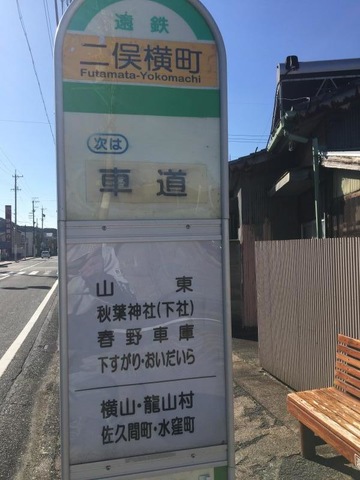 遠鉄
二俣横町
Futamata-Yokomachi
次は
車道
山東
秋葉神社(下社)
春野車庫
下すがり・おいだいら
横山・龍山村
佐久間町・水窪町